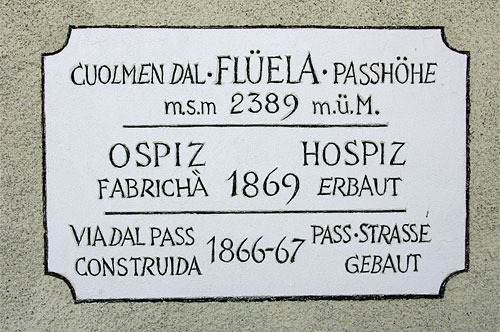 CUOLMEN DAL·FLÜELA·PASSHÖHE
m.s.m 2389 m.ü.M.
OSPIZ HOSPIZ
FABRICHÀ 1869 ERBAUT
VIA DAL PASS 1866-67 PASS·STRASSE
CONSTRUIDA GEBAUT